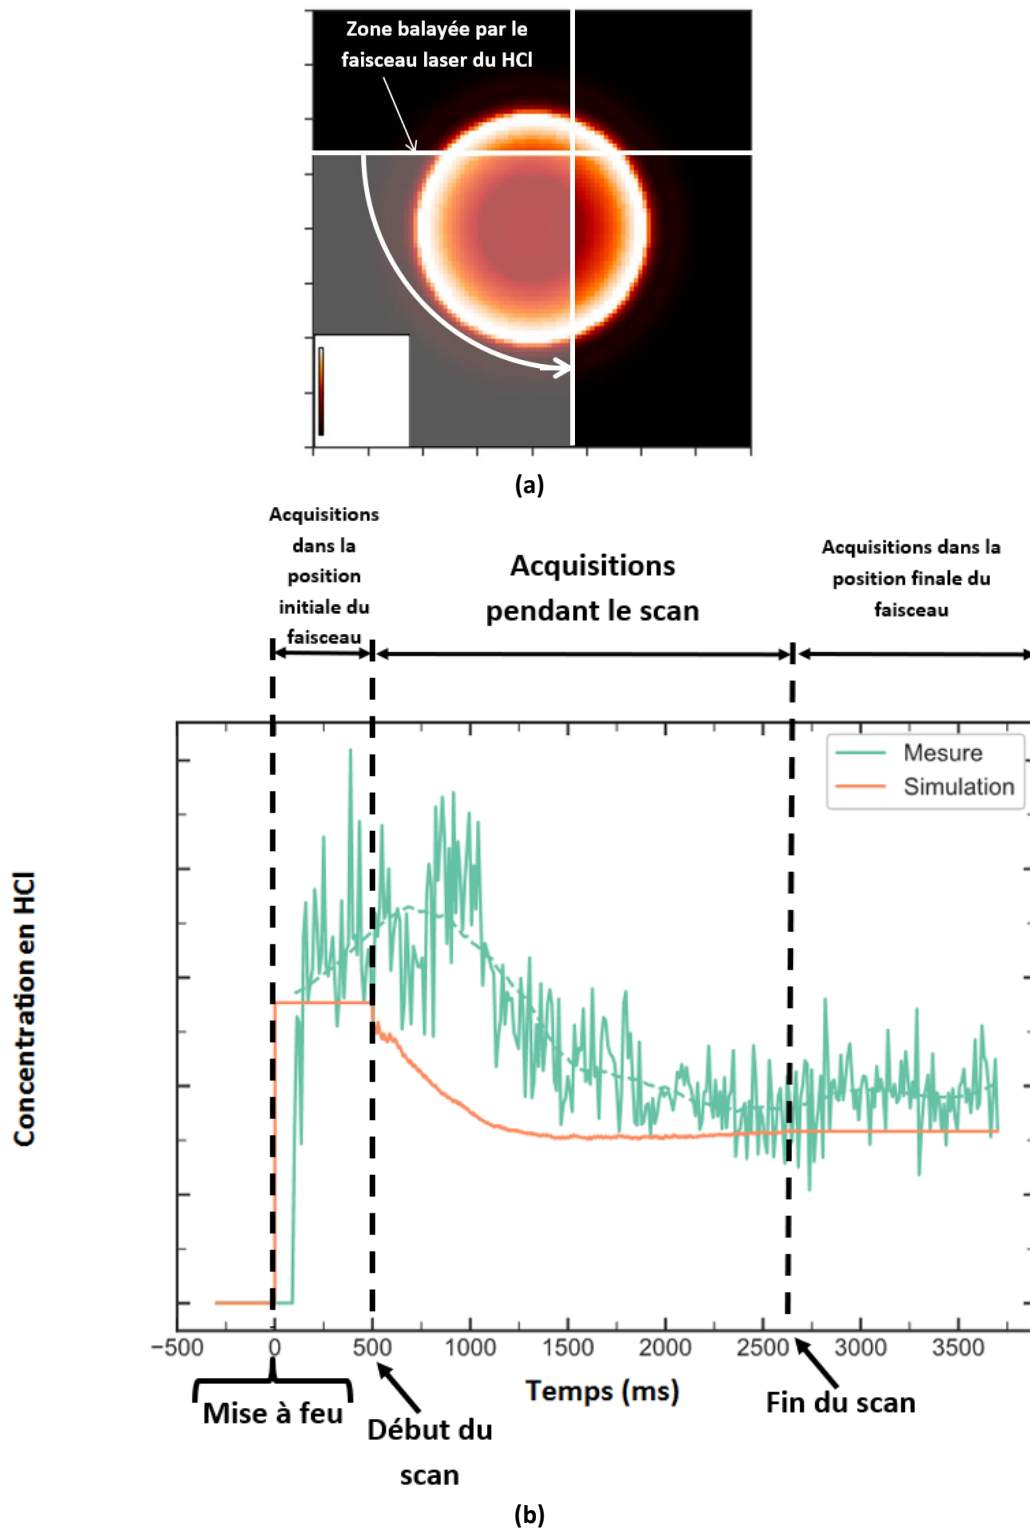 Zone balayée par le
faisceau laser du HCl
(a)
Acquisitions
dans la
position
initiale du
faisceau
Acquisitions
pendant le scan
Acquisitions dans la
position finale du
faisceau
Mesure
Simulation
Concentration en HCl
−500 0 500 1000 1500 2000 2500 3000 3500
Temps (ms)
Mise à feu
Début du
scan
Fin du scan
(b)